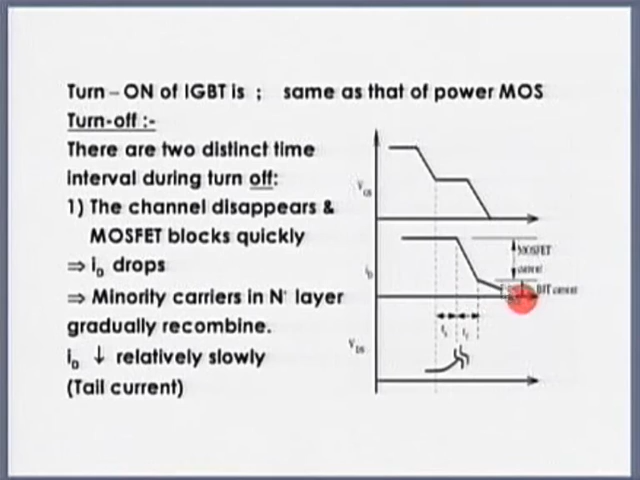 Turn – ON of IGBT is ; same as that of power MOS
Turn-off :-
There are two distinct time
interval during turn off:
1) The channel disappears &
MOSFET blocks quickly
⇒ iD drops
⇒ Minority carriers in N⁻ layer
gradually recombine.
iD ↓ relatively slowly
(Tail current)
VGS
MOSFET
current
iD
BJT current
VDS